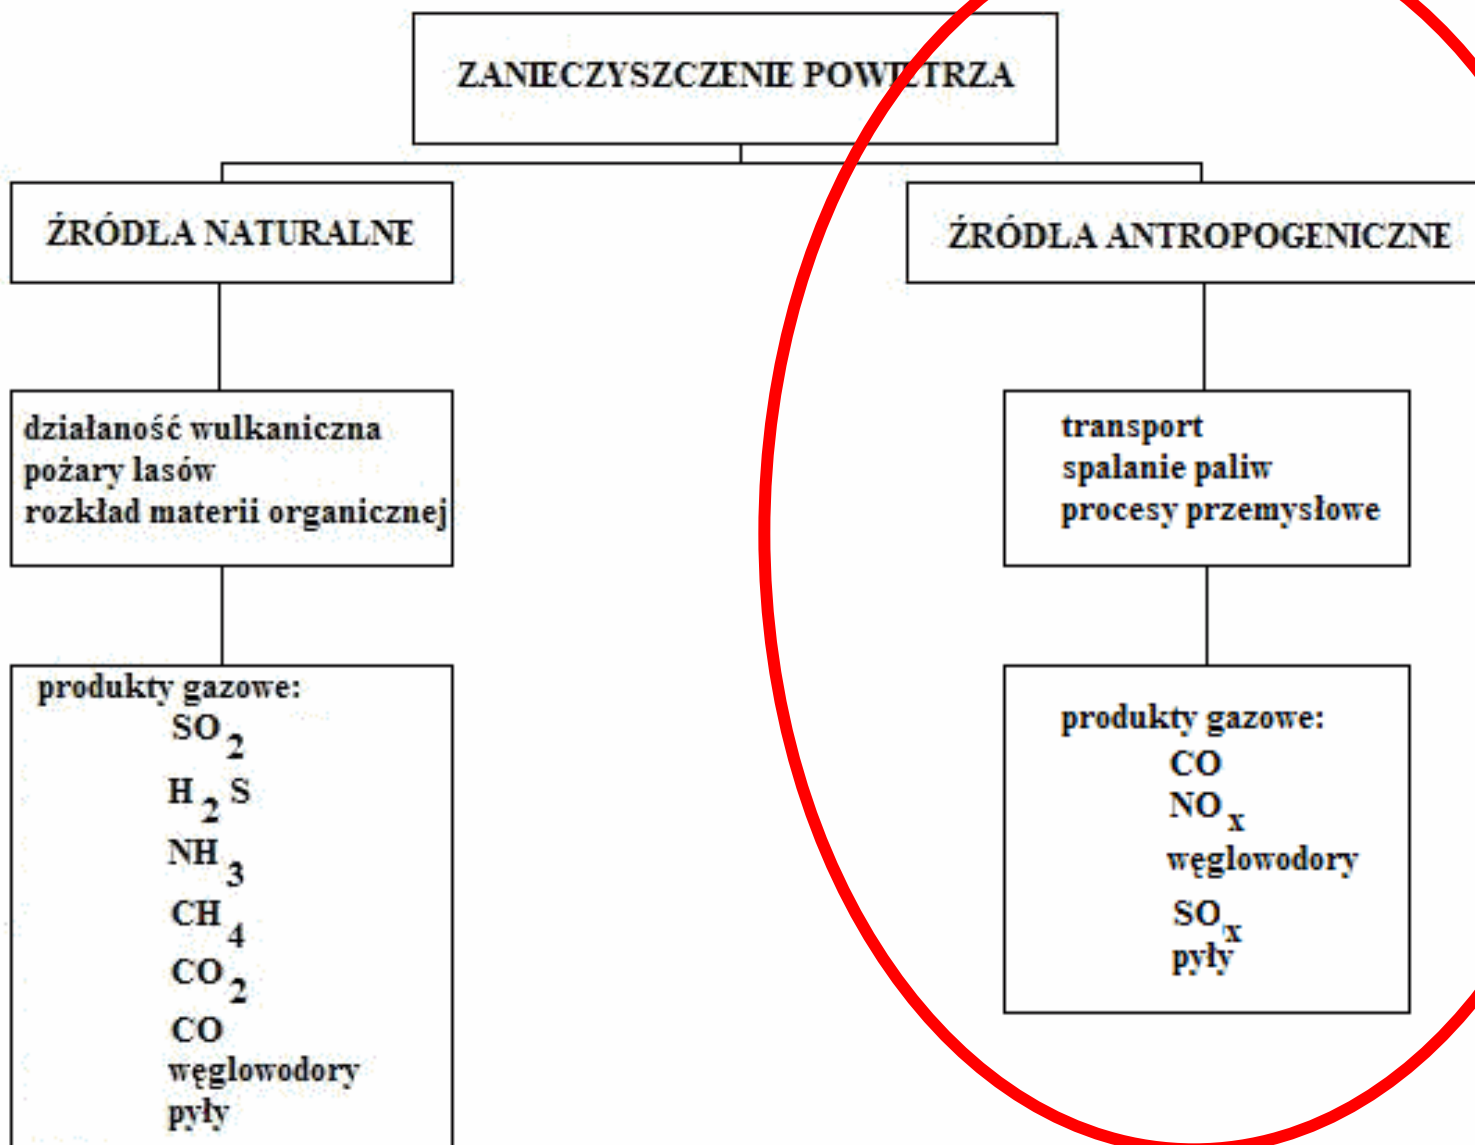 ZANIECZYSZCZENIE POWIETRZA
ŹRÓDŁA NATURALNE
ŹRÓDŁA ANTROPOGENICZNE
działaność wulkaniczna
pożary lasów
rozkład materii organicznej
transport
spalanie paliw
procesy przemysłowe
produkty gazowe:
SO2
H2S
NH3
CH4
CO2
CO
węglowodory
pyły
produkty gazowe:
CO
NOx
węglowodory
SOx
pyły